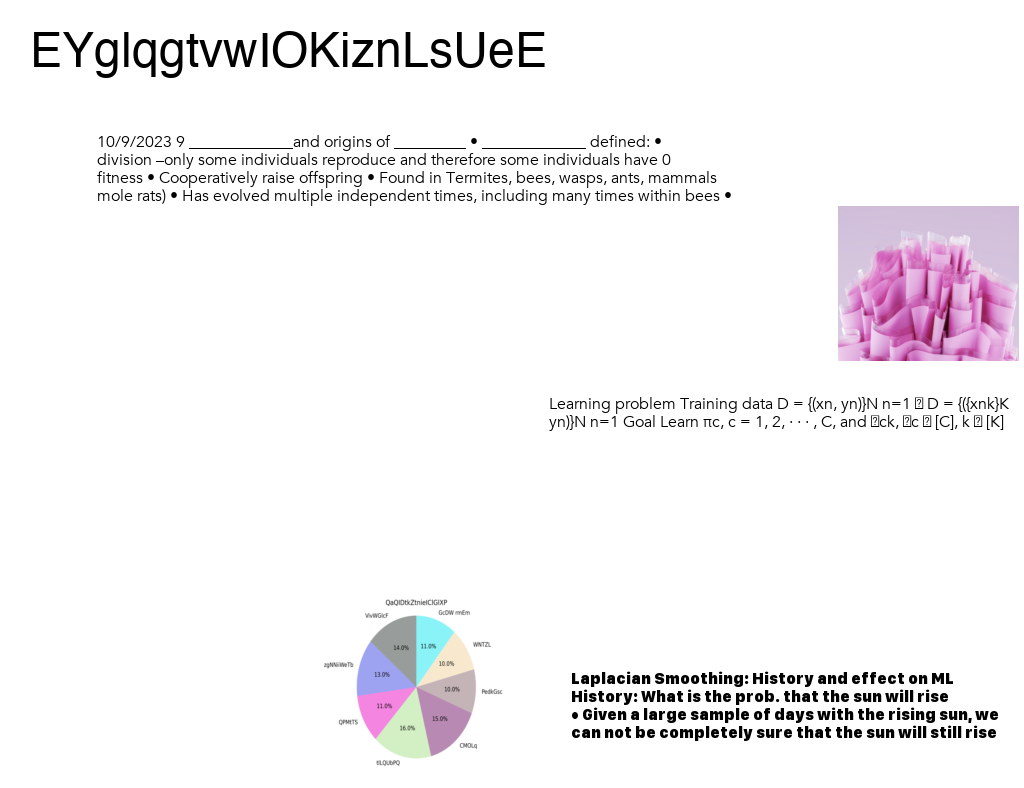 EYglqgtvwIOKiznLsUeE
10/9/2023 9 _____________and origins of _________ • _____________ defined: •
division –only some individuals reproduce and therefore some individuals have 0
fitness • Cooperatively raise offspring • Found in Termites, bees, wasps, ants, mammals
mole rats) • Has evolved multiple independent times, including many times within bees •
Learning problem Training data D = {(xn, yn)}N n=1 ⍰ D = {({xnk}K
yn)}N n=1 Goal Learn πc, c = 1, 2, · · · , C, and ⍰ck, ⍰c ⍰ [C], k ⍰ [K]
QaQIDtkZtnieIClGlXP
VivWGlcF
GcDW rmEm
14.0%
11.0%
WNTZL
zgNNiiWeTb
10.0%
13.0%
10.0%
PedkGsc
11.0%
15.0%
QPMtTS
16.0%
CMOLq
tlLQUbPQ
Laplacian Smoothing: History and effect on ML
History: What is the prob. that the sun will rise
• Given a large sample of days with the rising sun, we
can not be completely sure that the sun will still rise